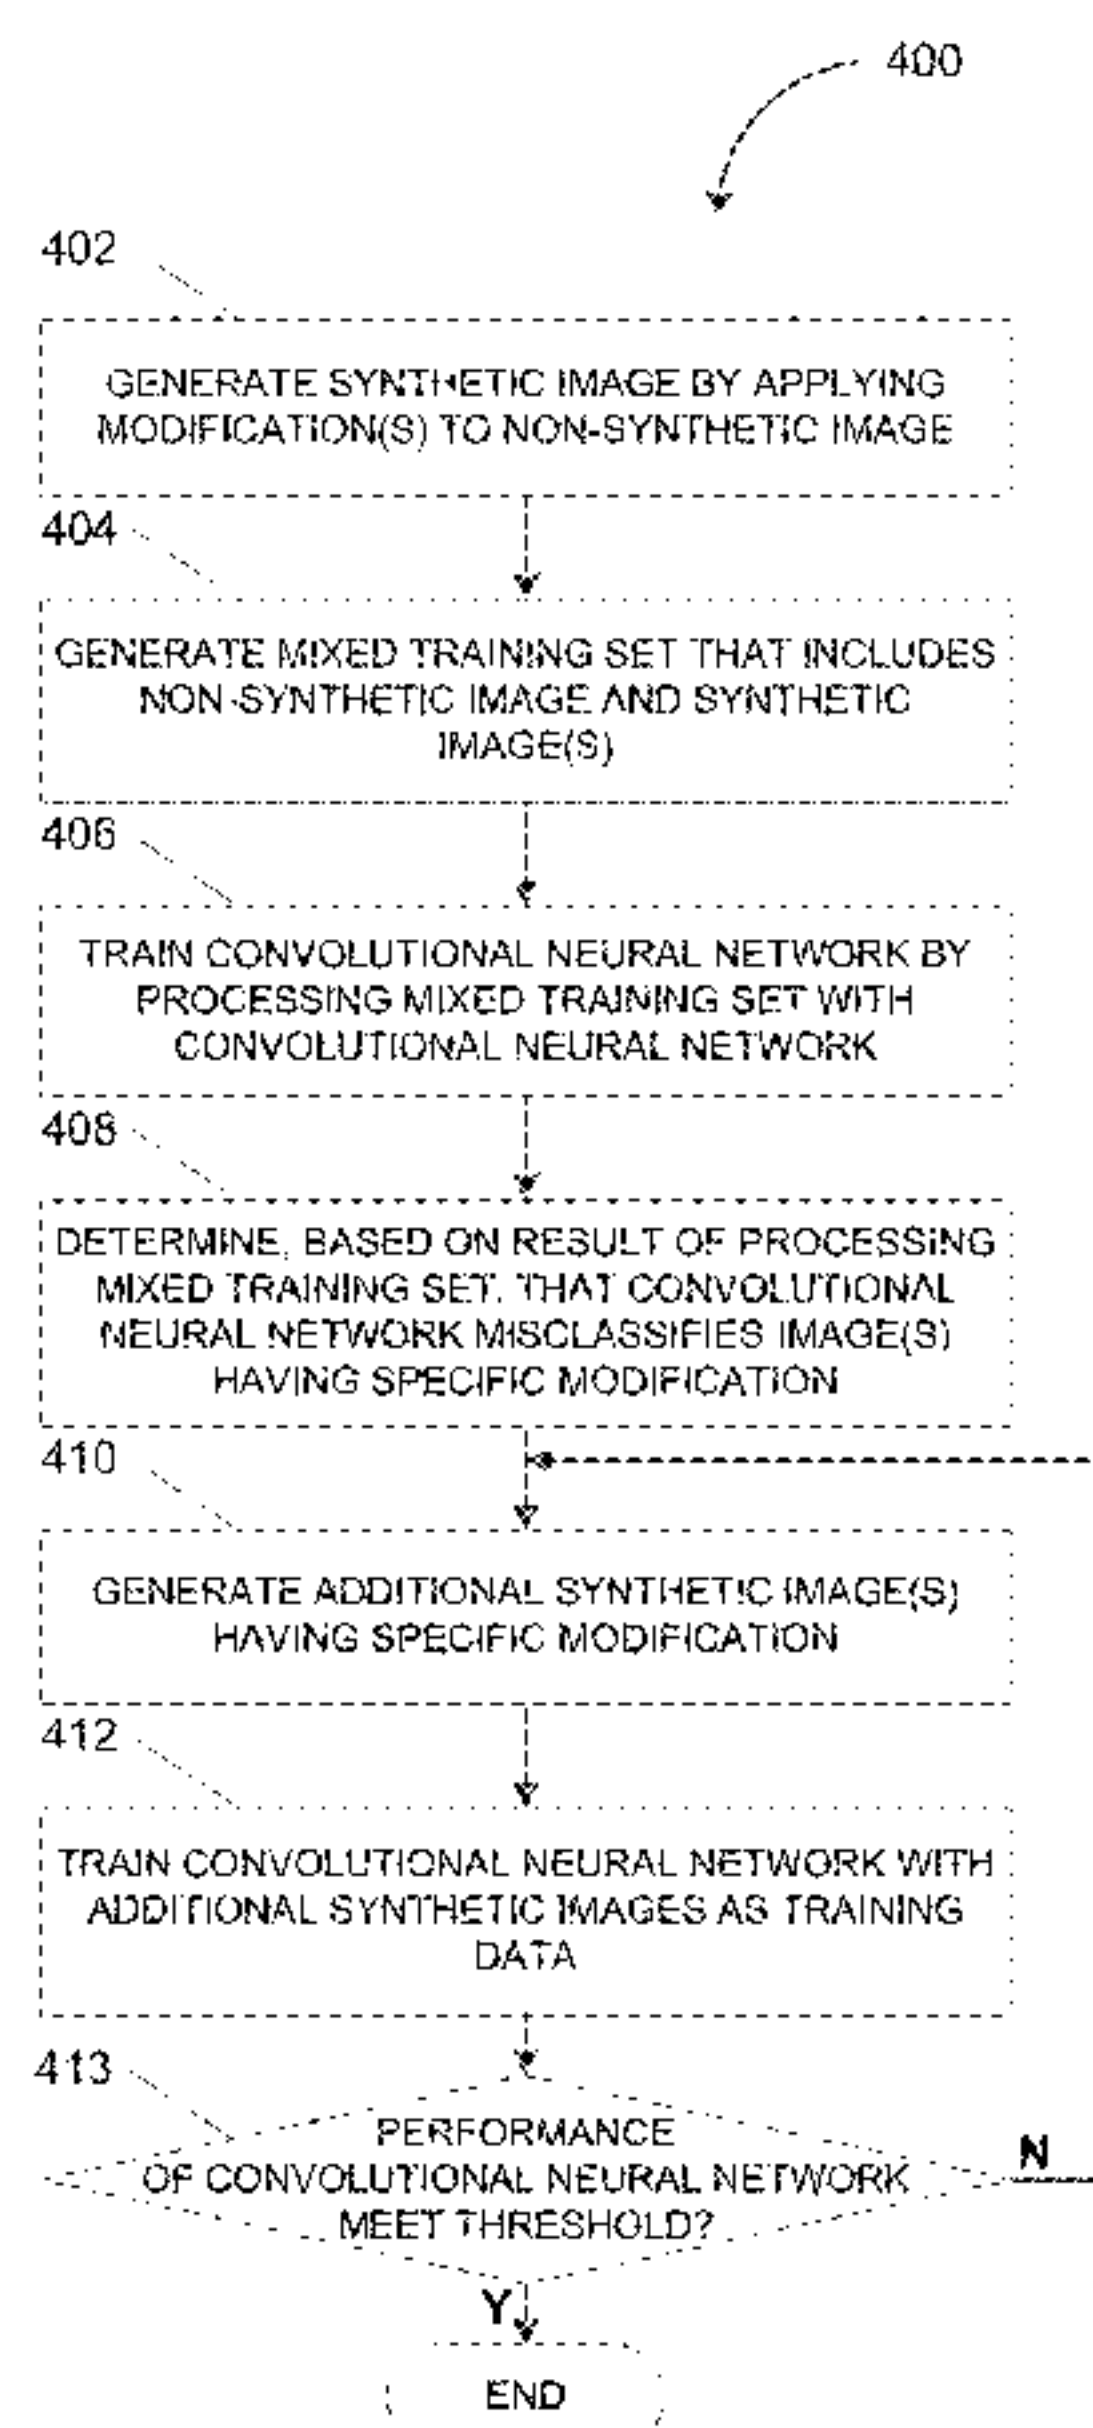 400
402
GENERATE SYNTHETIC IMAGE BY APPLYING
MODIFICATION(S) TO NON-SYNTHETIC IMAGE
404
GENERATE MIXED TRAINING SET THAT INCLUDES
NON-SYNTHETIC IMAGE AND SYNTHETIC
IMAGE(S)
406
TRAIN CONVOLUTIONAL NEURAL NETWORK BY
PROCESSING MIXED TRAINING SET WITH
CONVOLUTIONAL NEURAL NETWORK
408
DETERMINE, BASED ON RESULT OF PROCESSING
MIXED TRAINING SET, THAT CONVOLUTIONAL
NEURAL NETWORK MISCLASSIFIES IMAGE(S)
HAVING SPECIFIC MODIFICATION
410
GENERATE ADDITIONAL SYNTHETIC IMAGE(S)
HAVING SPECIFIC MODIFICATION
412
TRAIN CONVOLUTIONAL NEURAL NETWORK WITH
ADDITIONAL SYNTHETIC IMAGES AS TRAINING
DATA
413
PERFORMANCE
OF CONVOLUTIONAL NEURAL NETWORK
MEET THRESHOLD?
N
Y
END